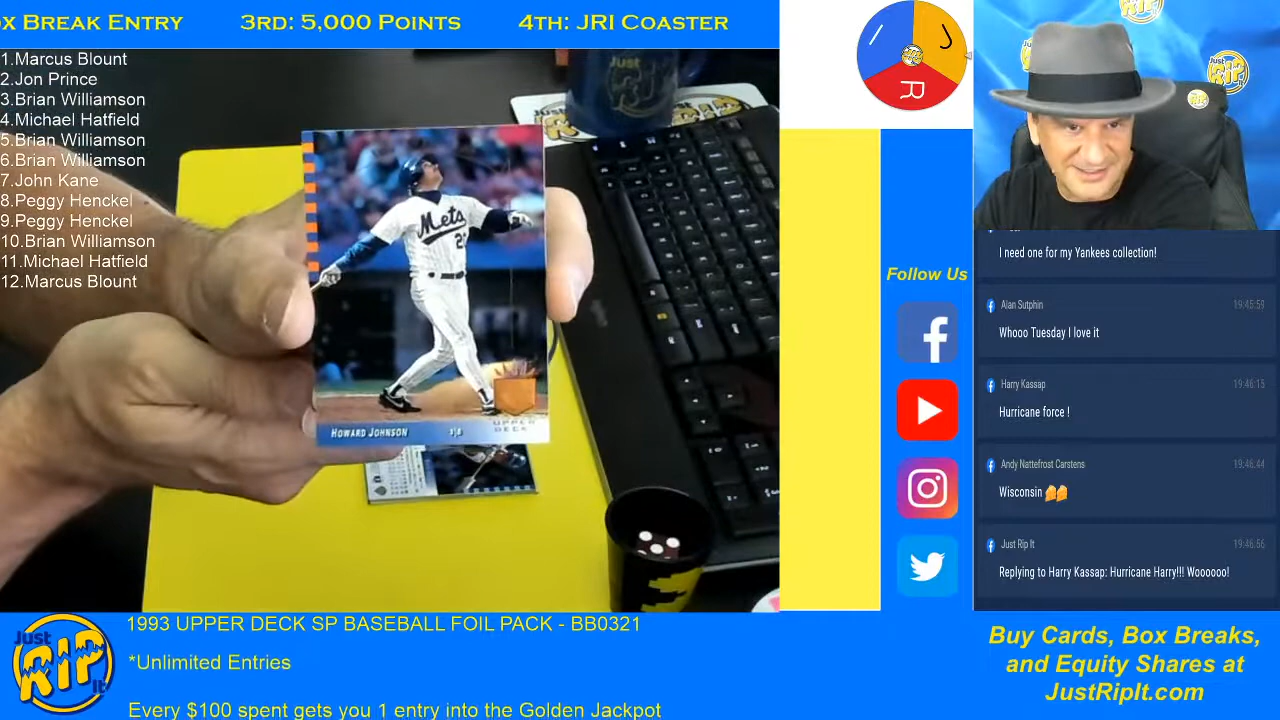 ox Break Entry
3rd: 5,000 Points
4th: JRI Coaster
1.Marcus Blount
2.Jon Prince
3.Brian Williamson
4.Michael Hatfield
5.Brian Williamson
6.Brian Williamson
7.John Kane
8.Peggy Henckel
9.Peggy Henckel
10.Brian Williamson
11.Michael Hatfield
12.Marcus Blount
Mets
Howard Johnson
3B
UPPER
DECK
J
R
I
Follow Us
I need one for my Yankees collection!
Alan Sutphin
19:45:59
Whooo Tuesday I love it
Harry Kassap
19:46:15
Hurricane force !
Andy Nattefrost Carstens
19:46:44
Wisconsin
Just Rip It
19:46:56
Replying to Harry Kassap: Hurricane Harry!!! Woooooo!
Just
RIP
It
1993 UPPER DECK SP BASEBALL FOIL PACK - BB0321
*Unlimited Entries
Every $100 spent gets you 1 entry into the Golden Jackpot
Buy Cards, Box Breaks,
and Equity Shares at
JustRipIt.com